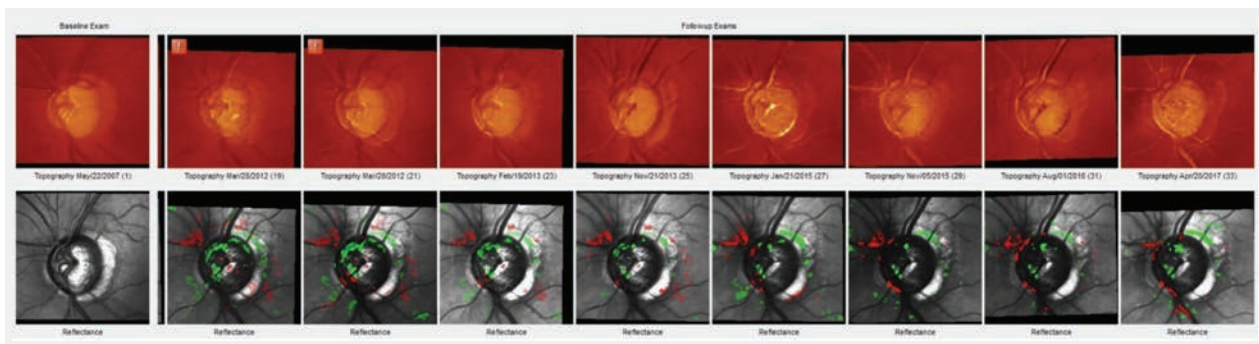 Baseline Exam
Followup Exams
!
!
Topography May/22/2007 (1)
Topography Mar/28/2012 (19)
Topography Mar/28/2012 (21)
Topography Feb/19/2013 (23)
Topography Nov/21/2013 (25)
Topography Jan/21/2015 (27)
Topography Nov/05/2015 (29)
Topography Aug/01/2016 (31)
Topography Apr/20/2017 (33)
Reflectance
Reflectance
Reflectance
Reflectance
Reflectance
Reflectance
Reflectance
Reflectance
Reflectance